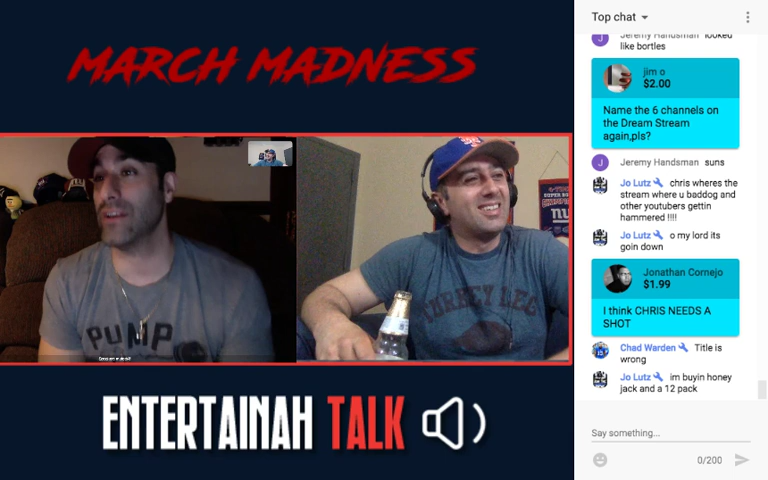 MARCH MADNESS
PUMP
TURKEY LEG
NU
ENTERTAINAH TALK
Top chat
Jeremy Handsman looked
like bortles
jim o
$2.00
Name the 6 channels on
the Dream Stream
again,pls?
Jeremy Handsman suns
Jo Lutz chris wheres the
stream where u baddog and
other youtubers gettin
hammered !!!!
Jo Lutz o my lord its
goin down
Jonathan Cornejo
$1.99
I think CHRIS NEEDS A
SHOT
Chad Warden Title is
wrong
Jo Lutz im buyin honey
jack and a 12 pack
Say something...
0/200